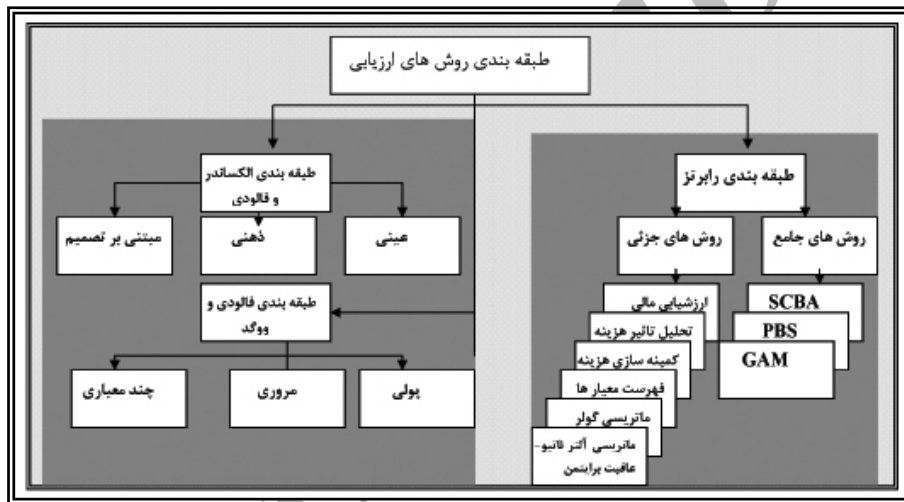 طبقه بندی روش های ارزیابی
طبقه بندی رابرتز
روش های جامع
روش های جزئی
SCBA
PBS
GAM
ارزشیابی مالی
تحلیل تاثیر هزینه
کمینه سازی هزینه
فهرست معیار ها
ماتریسی گولر
ماتریسی آلتر ناتیو-
عاقبت برایتمن
طبقه بندی الکساندر
و فالودی
عینی
ذهنی
مبتنی بر تصمیم
طبقه بندی فالودی و
ووگد
پولی
مروری
چند معیاری